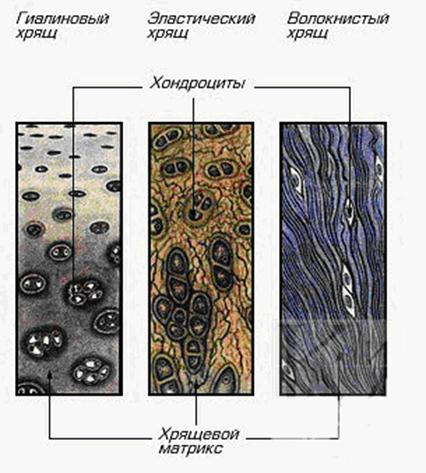 Гиалиновый
хрящ
Эластический
хрящ
Волокнистый
хрящ
Хондроциты
Хрящевой
матрикс